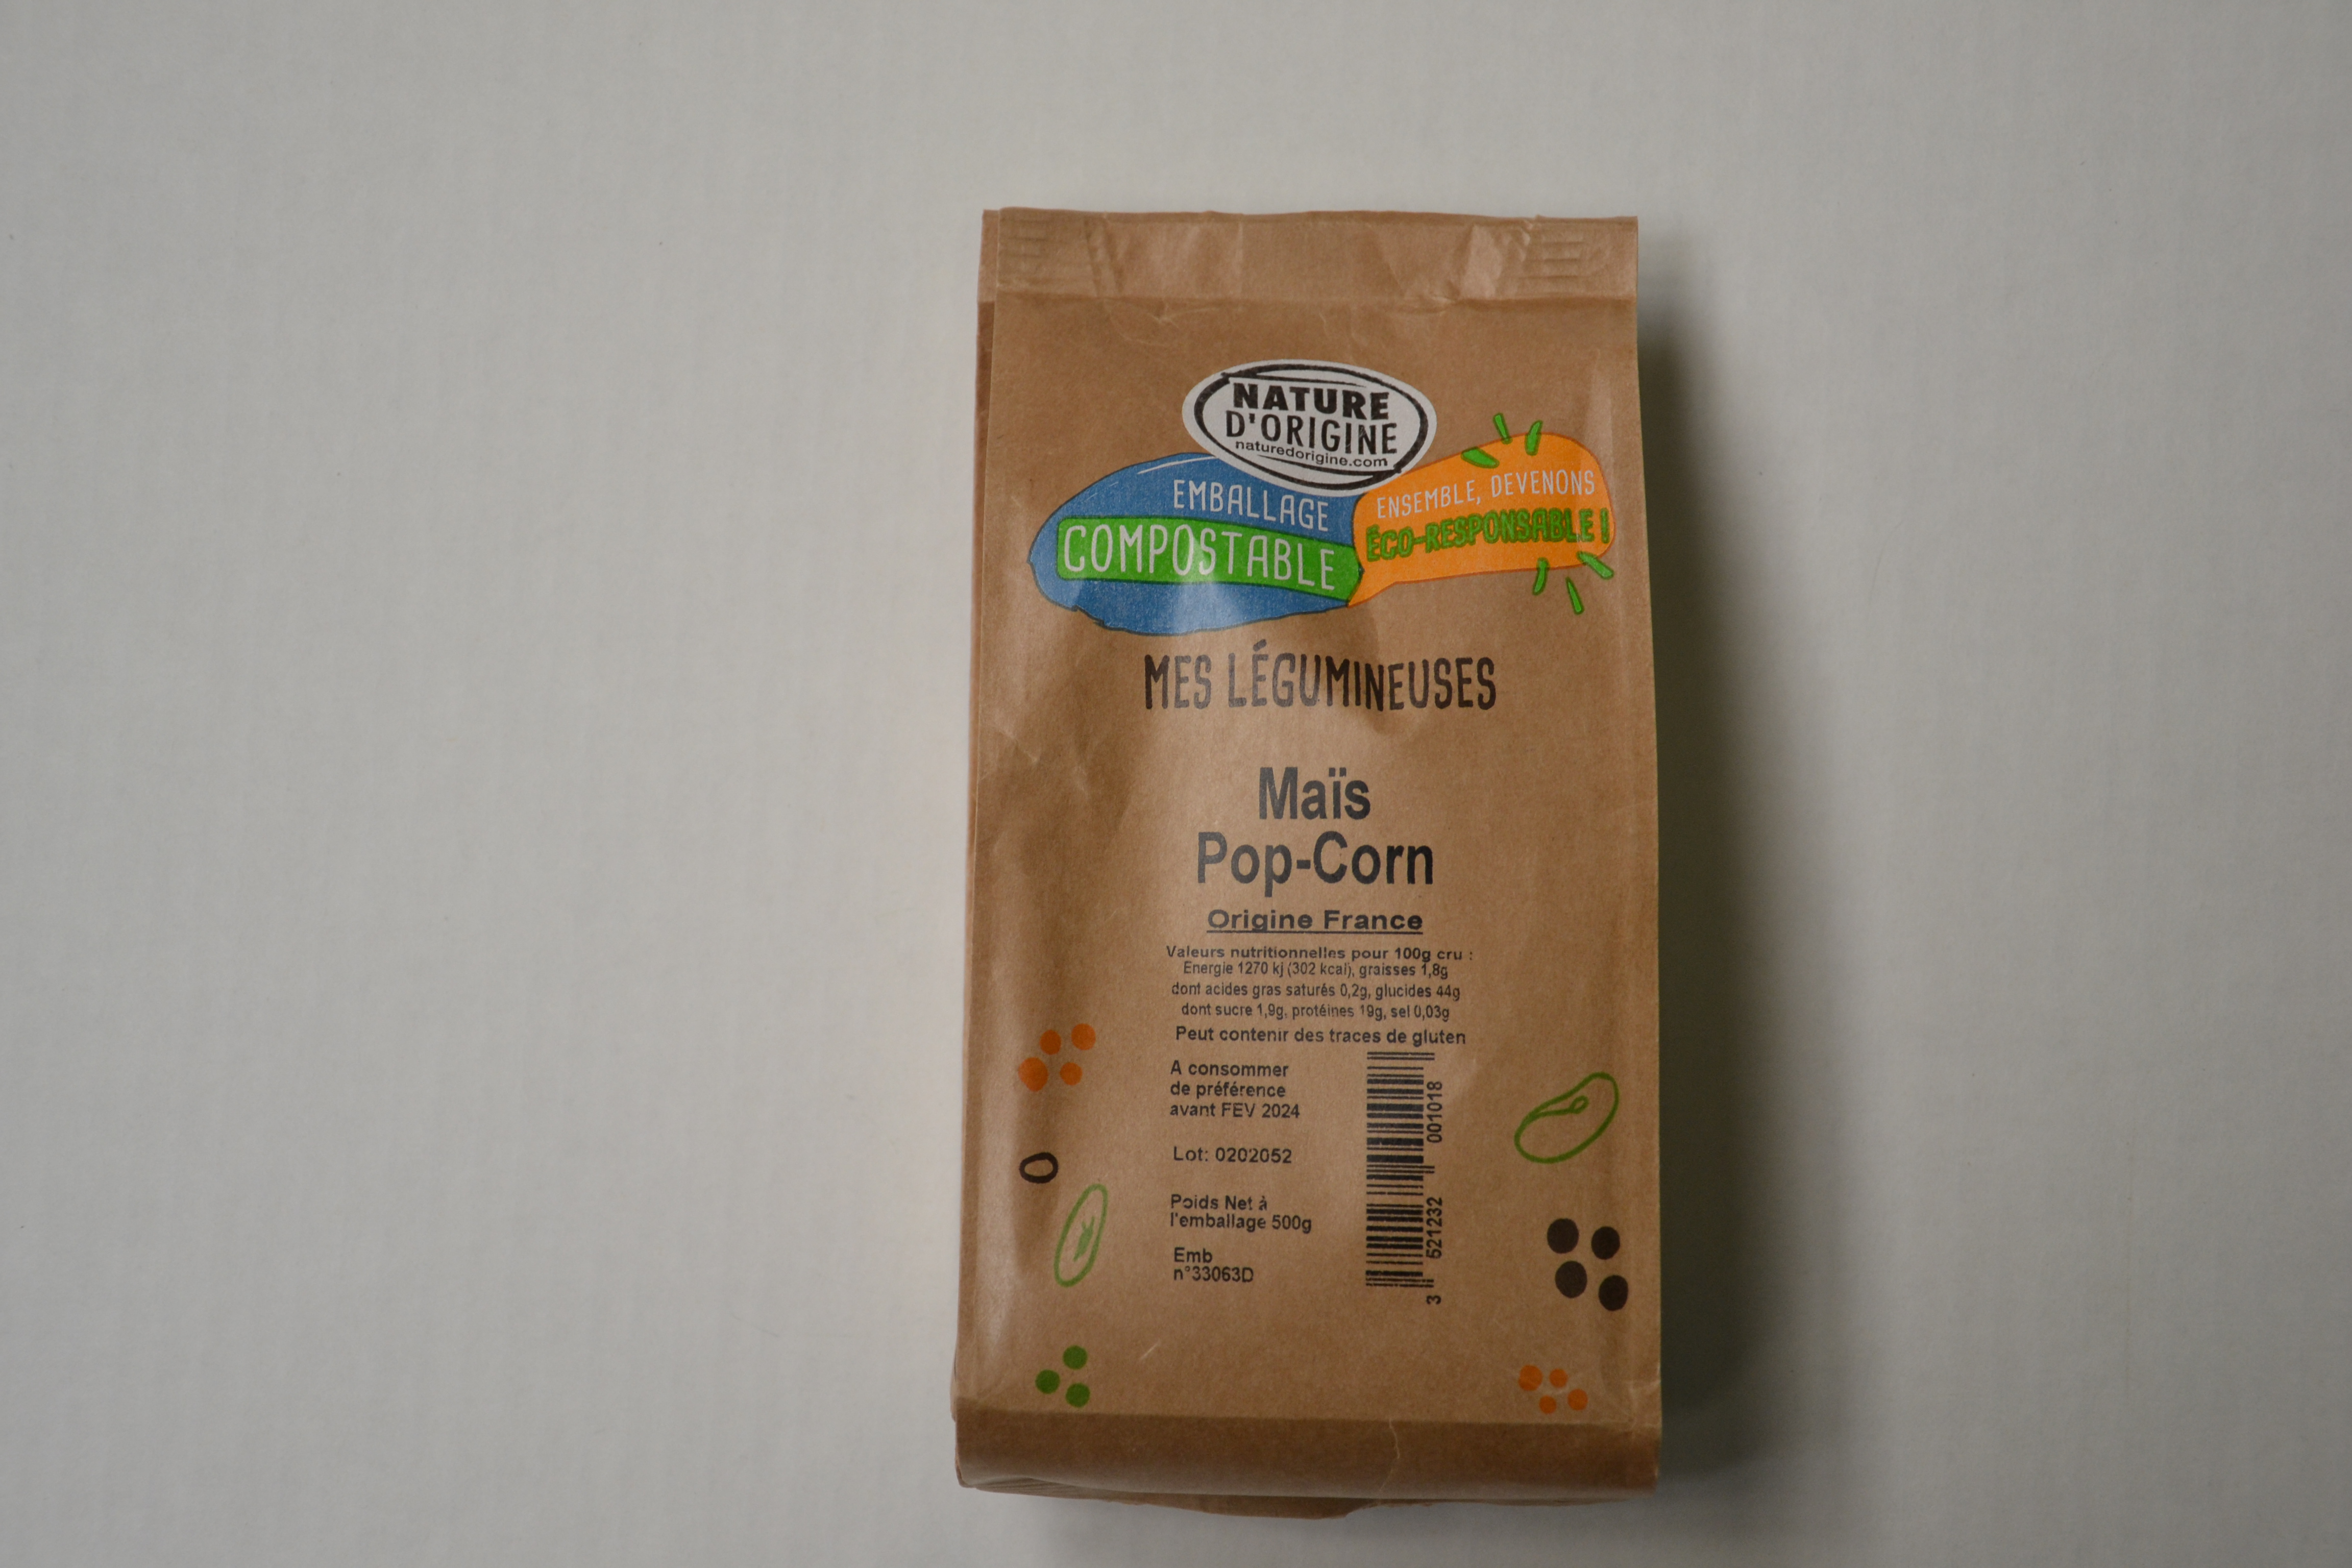 NATURE
D'ORIGINE
naturedorigine.com
EMBALLAGE
COMPOSTABLE
ENSEMBLE, DEVENONS
ÉCO-RESPONSABLE !
MES LÉGUMINEUSES
Maïs
Pop-Corn
Origine France
Valeurs nutritionnelles pour 100g cru :
Energie 1270 kj (302 kcal), graisses 1,8g
dont acides gras saturés 0,2g, glucides 44g
dont sucre 1,9g, protéines 19g, sel 0,03g
Peut contenir des traces de gluten
A consommer
de préférence
avant FEV 2024
Lot: 0202052
Poids Net à
l'emballage 500g
Emb
n°33063D
3 521232 001018